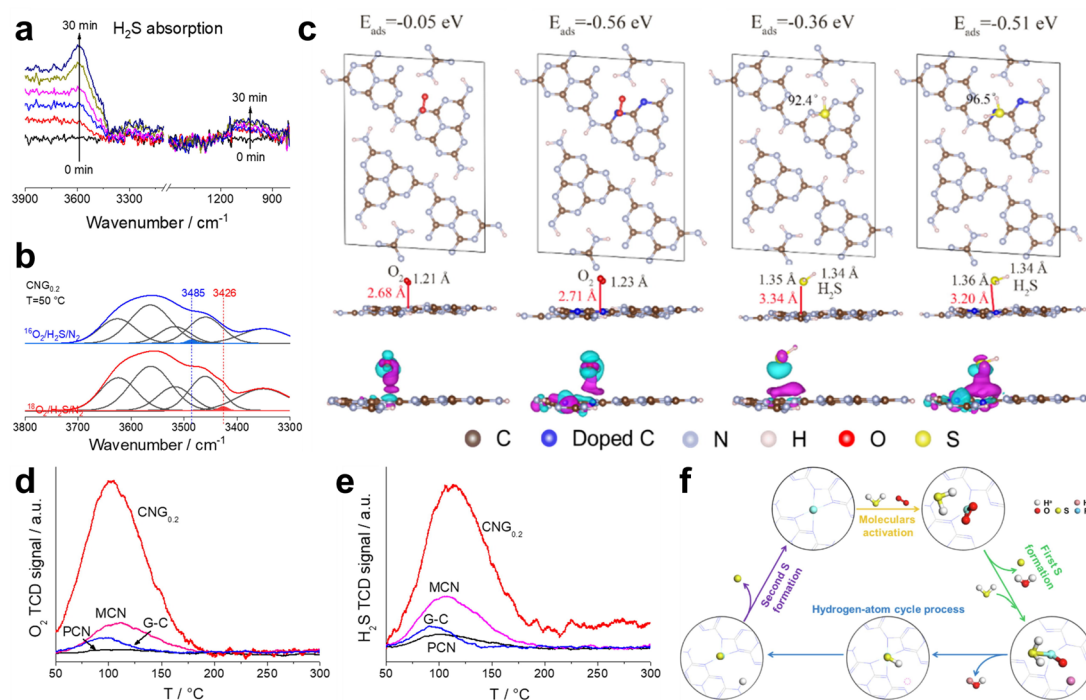 a
H₂S absorption
30 min
0 min
30 min
0 min
3900 3600 3300 1200 900
Wavenumber / cm⁻¹
b
CNG₀.₂
T=50 °C
3485 3426
¹⁶O₂/H₂S/N₂
¹⁸O₂/H₂S/N
3800 3700 3600 3500 3400 3300
Wavenumber / cm⁻¹
c
Eads=-0.05 eV Eads=-0.56 eV Eads=-0.36 eV Eads=-0.51 eV
92.4° 96.5°
O₂ 1.21 Å
2.68 Å
O₂ 1.23 Å
2.71 Å
1.35 Å 1.34 Å
H₂S
3.34 Å
1.36 Å 1.34 Å
H₂S
3.20 Å
C Doped C N H O S
d
O₂ TCD signal / a.u.
CNG₀.₂
MCN
G-C
PCN
50 100 150 200 250 300
T / °C
e
H₂S TCD signal / a.u.
CNG₀.₂
MCN
G-C
PCN
50 100 150 200 250 300
T / °C
f
Moleculars
activation
H* H
O S
First S
formation
Second S
formation
Hydrogen-atom cycle process